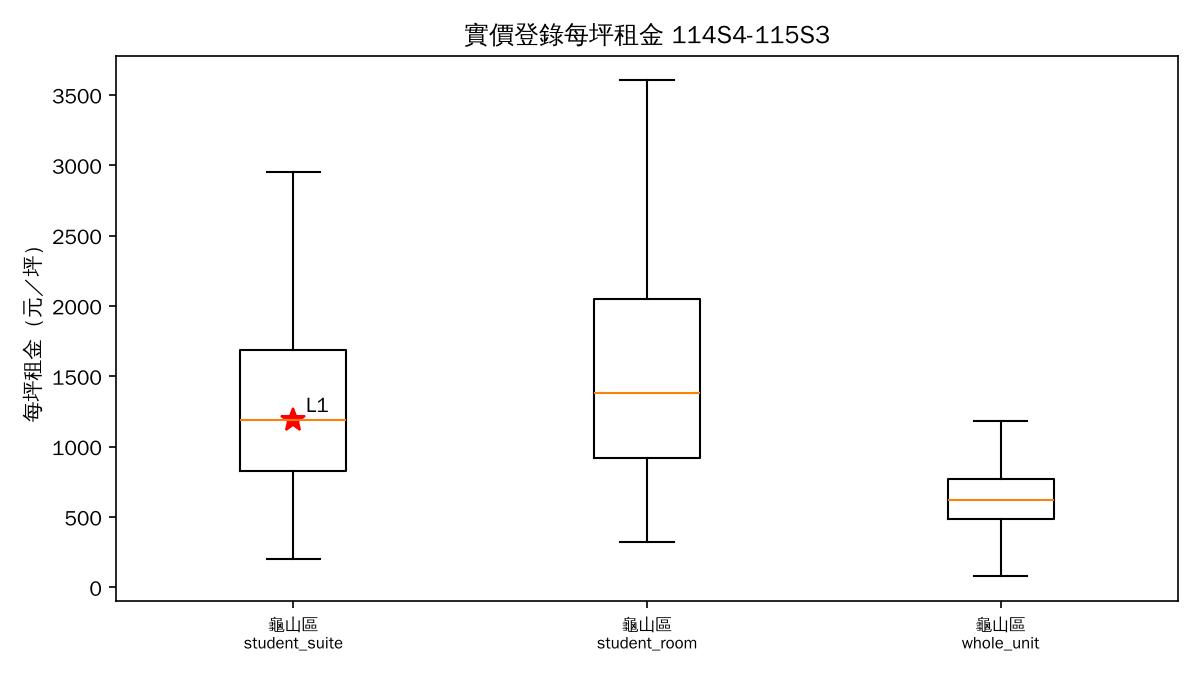 實價登錄每坪租金 114S4-115S3
每坪租金（元／坪）
3500
3000
2500
2000
1500
1000
500
0
L1
龜山區
student_suite
龜山區
student_room
龜山區
whole_unit